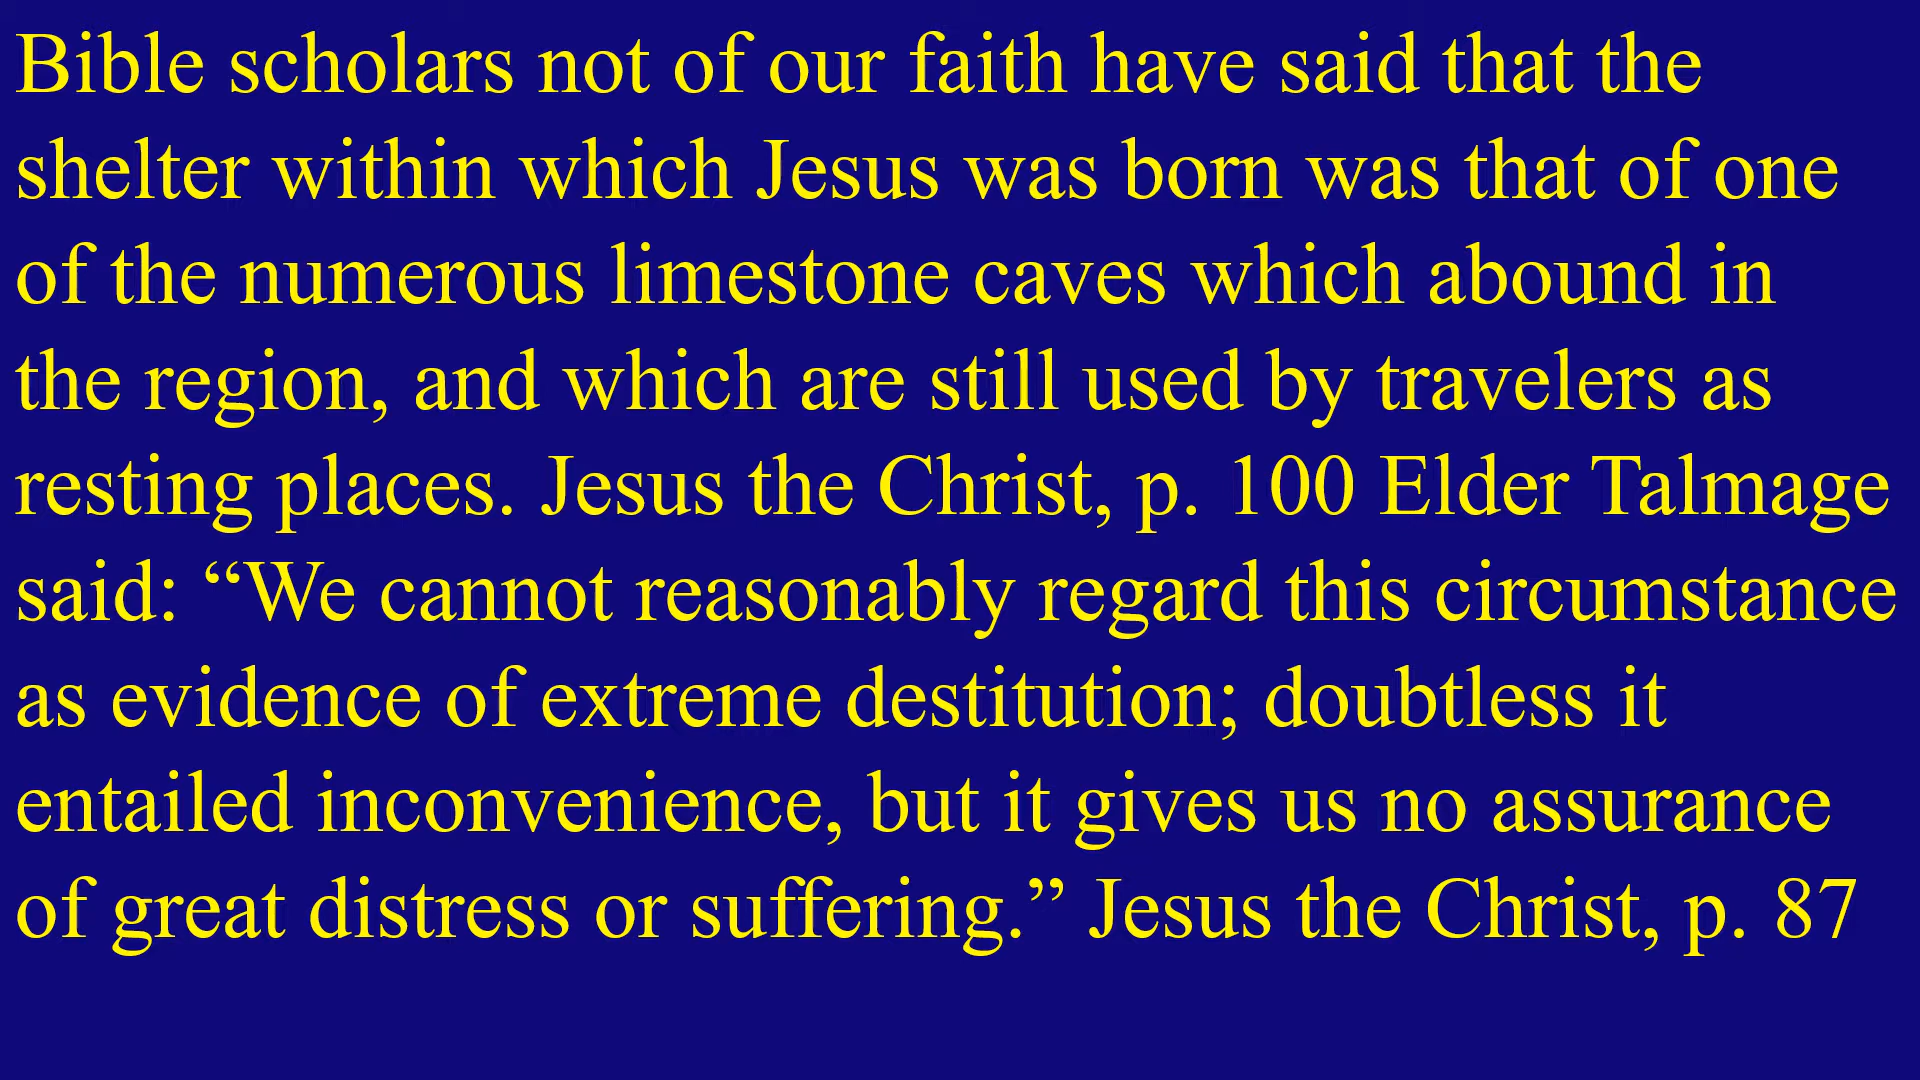 Bible scholars not of our faith have said that the
shelter within which Jesus was born was that of one
of the numerous limestone caves which abound in
the region, and which are still used by travelers as
resting places. Jesus the Christ, p. 100 Elder Talmage
said: “We cannot reasonably regard this circumstance
as evidence of extreme destitution; doubtless it
entailed inconvenience, but it gives us no assurance
of great distress or suffering.” Jesus the Christ, p. 87